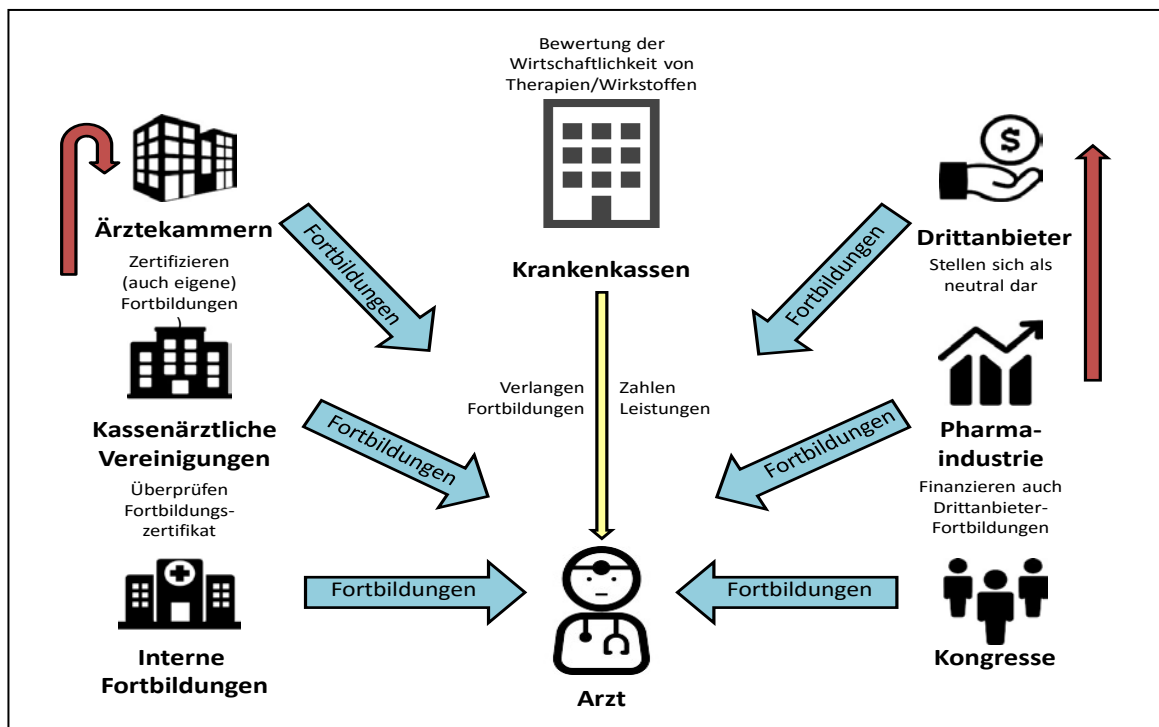 Bewertung der
Wirtschaftlichkeit von
Therapien/Wirkstoffen
Krankenkassen
Ärztekammern
Zertifizieren
(auch eigene)
Fortbildungen
)
Fortbildungen
Drittanbieter
Stellen sich als
neutral dar
$
Fortbildungen
Verlangen
Fortbildungen
Zahlen
Leistungen
Kassenärztliche
Vereinigungen
Überprüfen
Fortbildungs-
zertifikat
Fortbildungen
Pharma-
industrie
Finanzieren auch
Drittanbieter-
Fortbildungen
Fortbildungen
Interne
Fortbildungen
Fortbildungen
Arzt
Fortbildungen
Kongresse